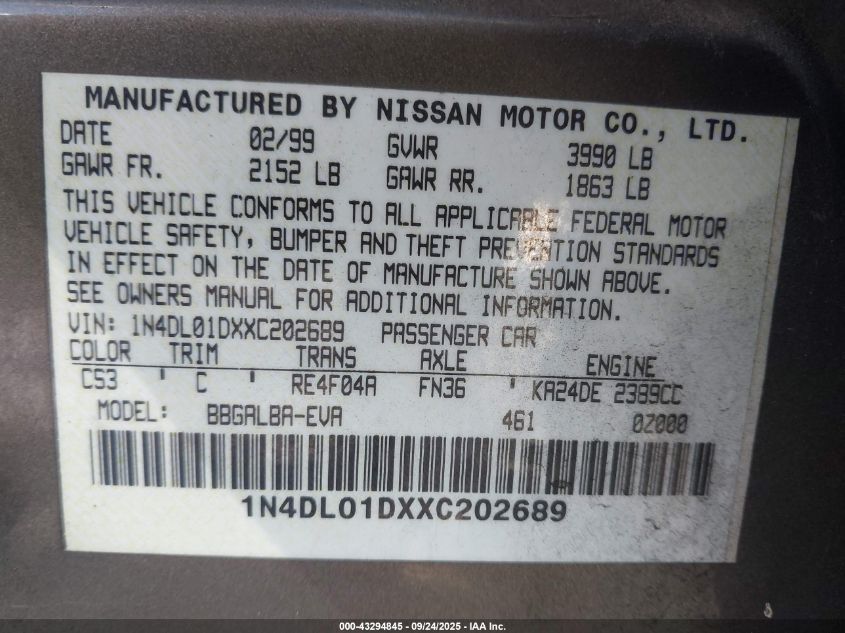 MANUFACTURED BY NISSAN MOTOR CO., LTD.
DATE 02/99 GVWR 3990 LB
GAWR FR. 2152 LB GAWR RR. 1863 LB
THIS VEHICLE CONFORMS TO ALL APPLICABLE FEDERAL MOTOR
VEHICLE SAFETY, BUMPER AND THEFT PREVENTION STANDARDS
IN EFFECT ON THE DATE OF MANUFACTURE SHOWN ABOVE.
SEE OWNERS MANUAL FOR ADDITIONAL INFORMATION.
VIN: 1N4DL01DXXC202689 PASSENGER CAR
COLOR TRIM TRANS AXLE ENGINE
CS3 ' C ' RE4F04A FN36 ' KA24DE 2389CC
MODEL: BBGALBA-EVA 461 0Z000
1N4DL01DXXC202689
000-43294845 - 09/24/2025 - IAA Inc.